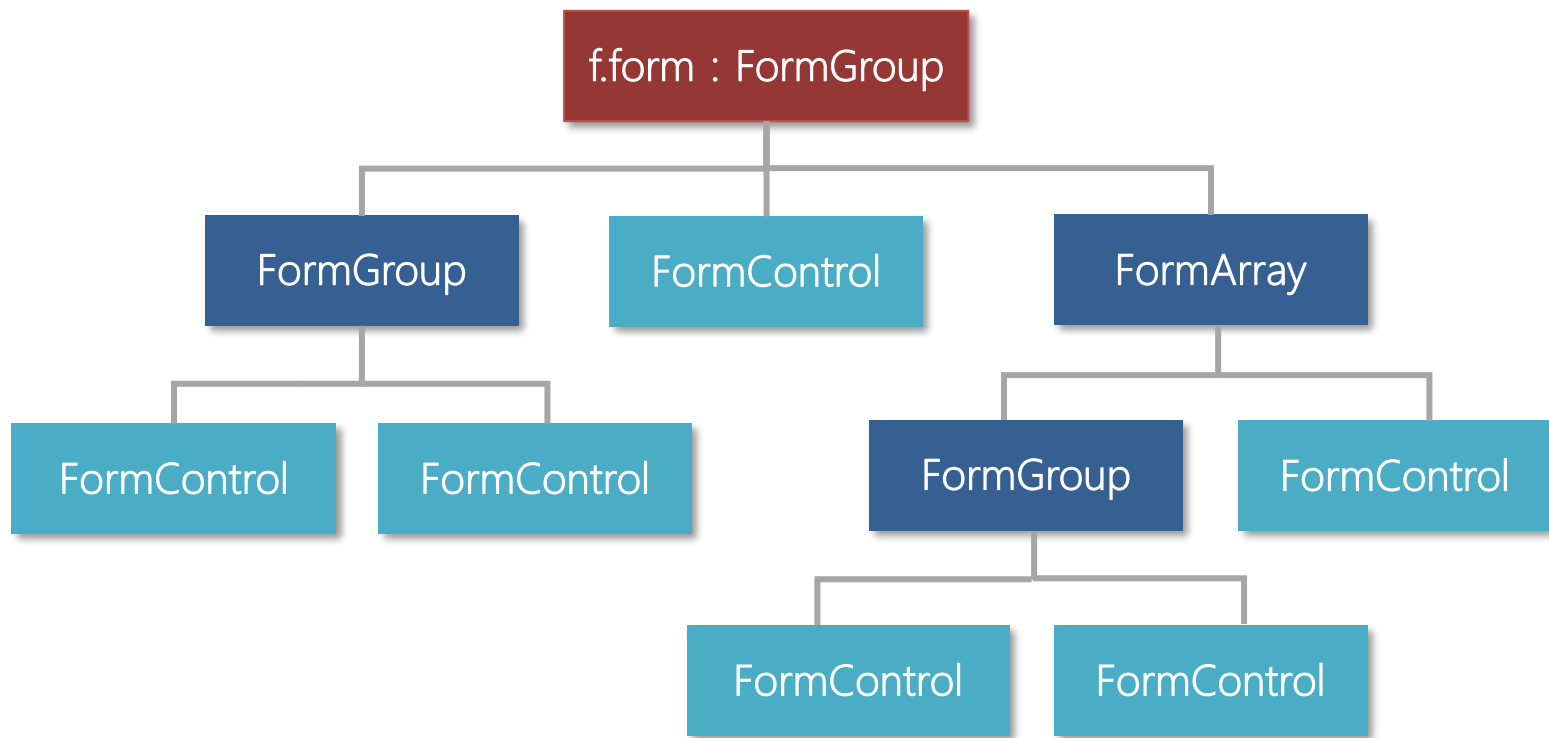 f.form : FormGroup
FormGroup
FormControl
FormArray
FormControl
FormControl
FormGroup
FormControl
FormControl
FormControl